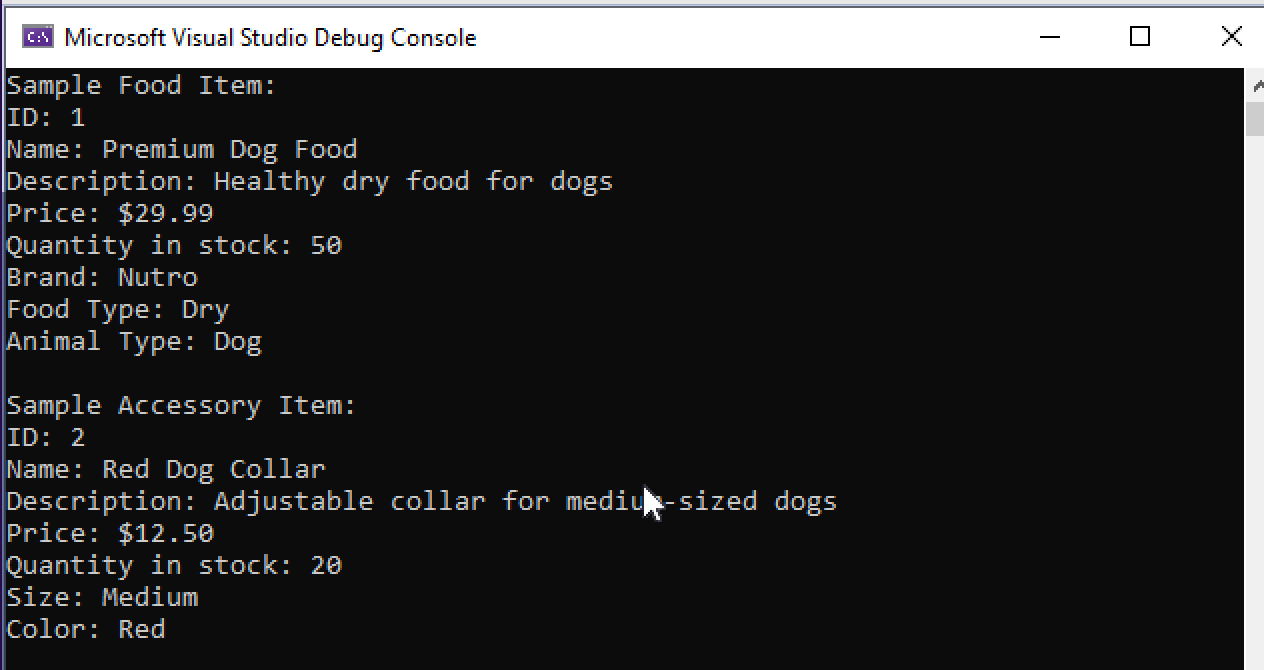 Microsoft Visual Studio Debug Console
Sample Food Item:
ID: 1
Name: Premium Dog Food
Description: Healthy dry food for dogs
Price: $29.99
Quantity in stock: 50
Brand: Nutro
Food Type: Dry
Animal Type: Dog

Sample Accessory Item:
ID: 2
Name: Red Dog Collar
Description: Adjustable collar for medium-sized dogs
Price: $12.50
Quantity in stock: 20
Size: Medium
Color: Red